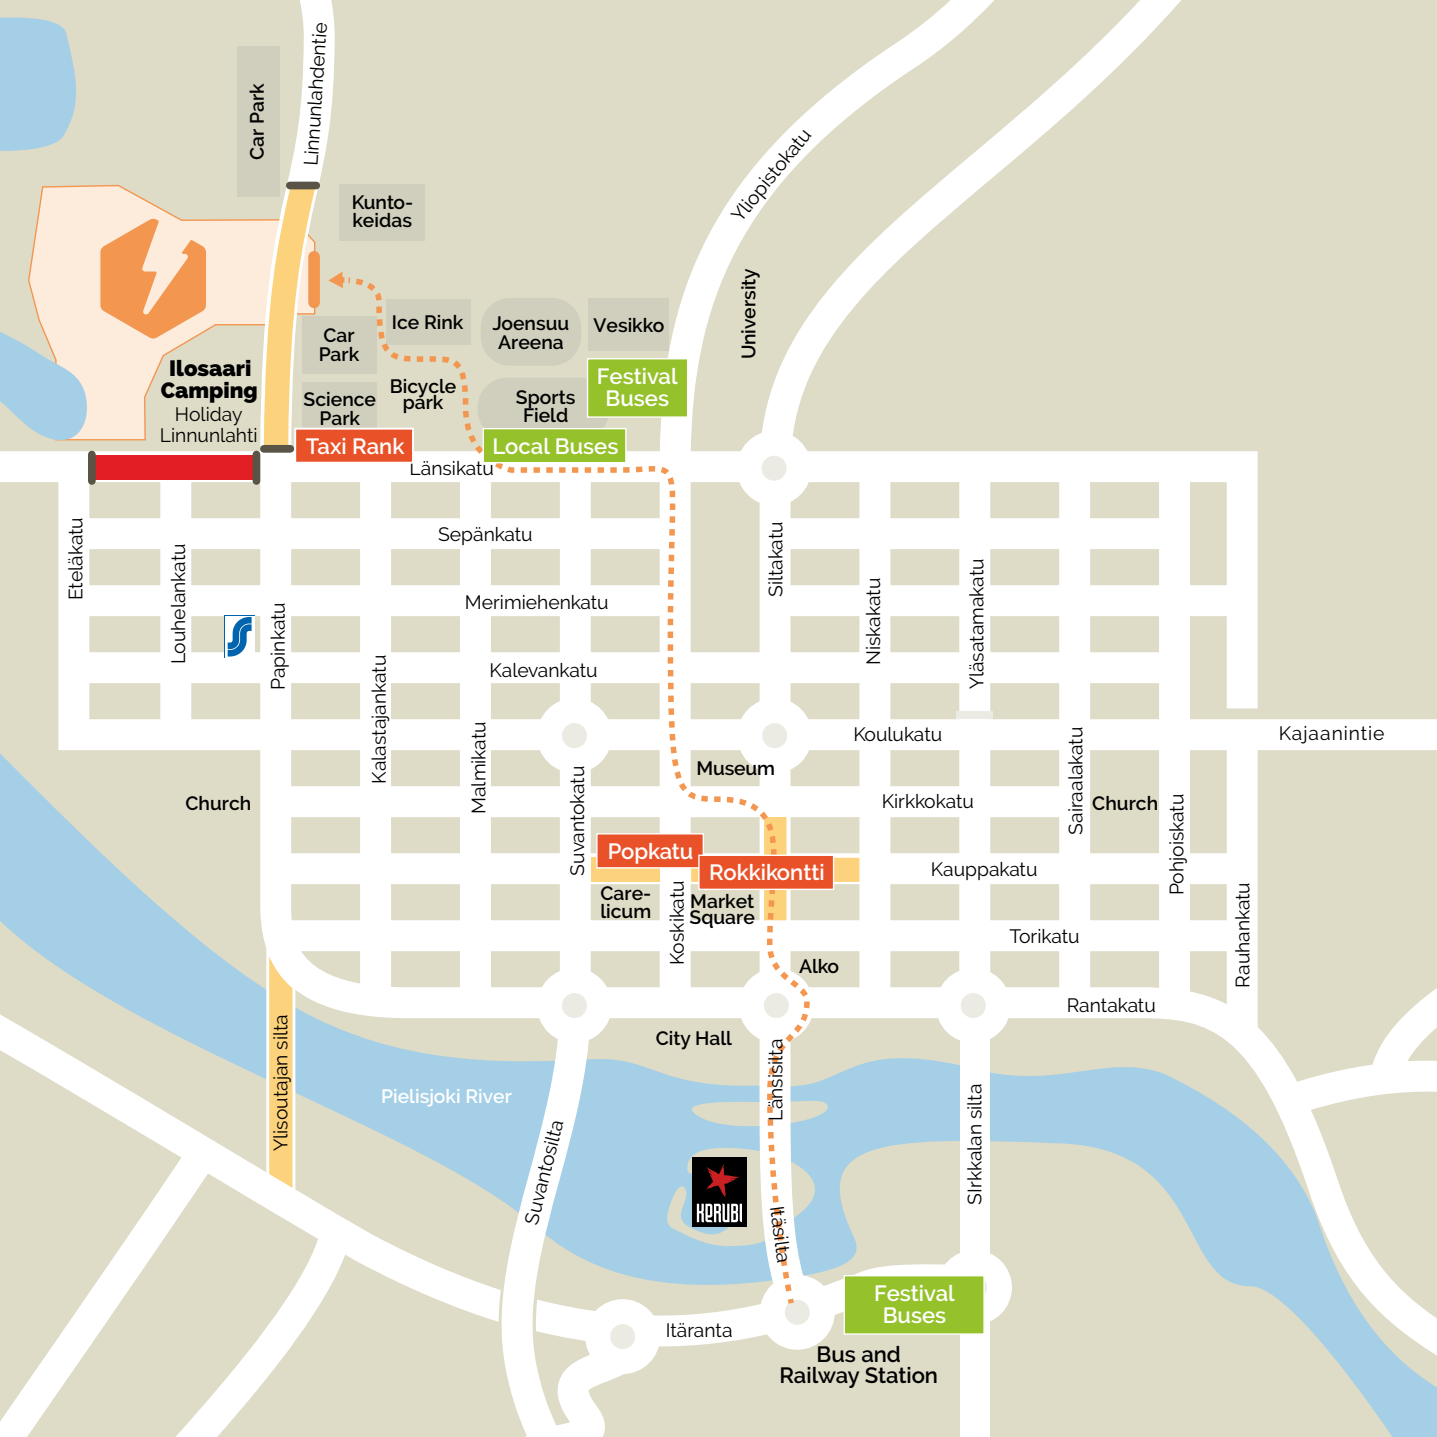 Linnunlahdentie
Car Park
Kunto-
keidas
Yliopistokatu
University
Ice Rink
Joensuu
Areena
Vesikko
Car
Park
Ilosaari
Camping
Holiday
Linnunlahti
Science
Park
Bicycle
park
Sports
Field
Festival
Buses
Taxi Rank
Local Buses
Länsikatu
Sepänkatu
Merimiehenkatu
Kalevankatu
Eteläkatu
Louhelankatu
Papinkatu
Kalastajankatu
Malmikatu
Suvantokatu
Siltakatu
Niskakatu
Yläsatamakatu
Koulukatu
Kajaanintie
Museum
Church
Kirkkokatu
Sairaalakatu
Church
Pohjoiskatu
Popkatu
Rokkikontti
Kauppakatu
Care-
licum
Koskikatu
Market
Square
Torikatu
Rauhankatu
Alko
Rantakatu
City Hall
Ylisoutajan silta
Pielisjoki River
Länsisilta
Suvantosilta
SIrkkalan silta
KERUBI
Itäsilta
Festival
Buses
Itäranta
Bus and
Railway Station